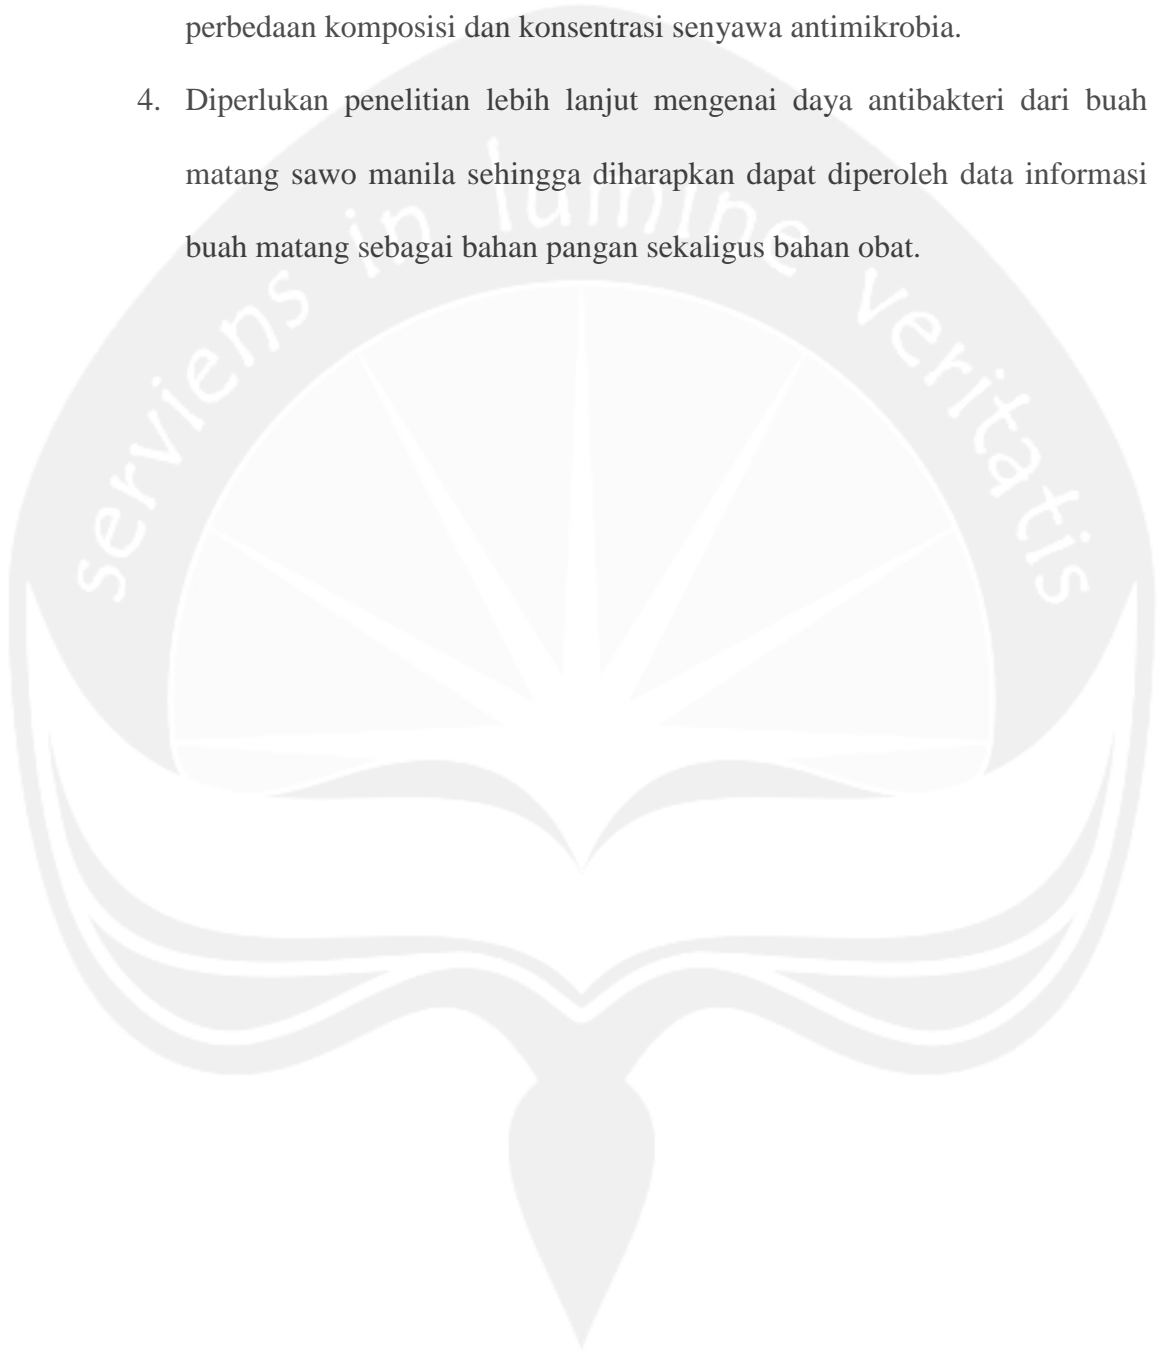 perbedaan komposisi dan konsentrasi senyawa antimikrobia.
4. Diperlukan penelitian lebih lanjut mengenai daya antibakteri dari buah
matang sawo manila sehingga diharapkan dapat diperoleh data informasi
buah matang sebagai bahan pangan sekaligus bahan obat.
serviens in lumine veritatis